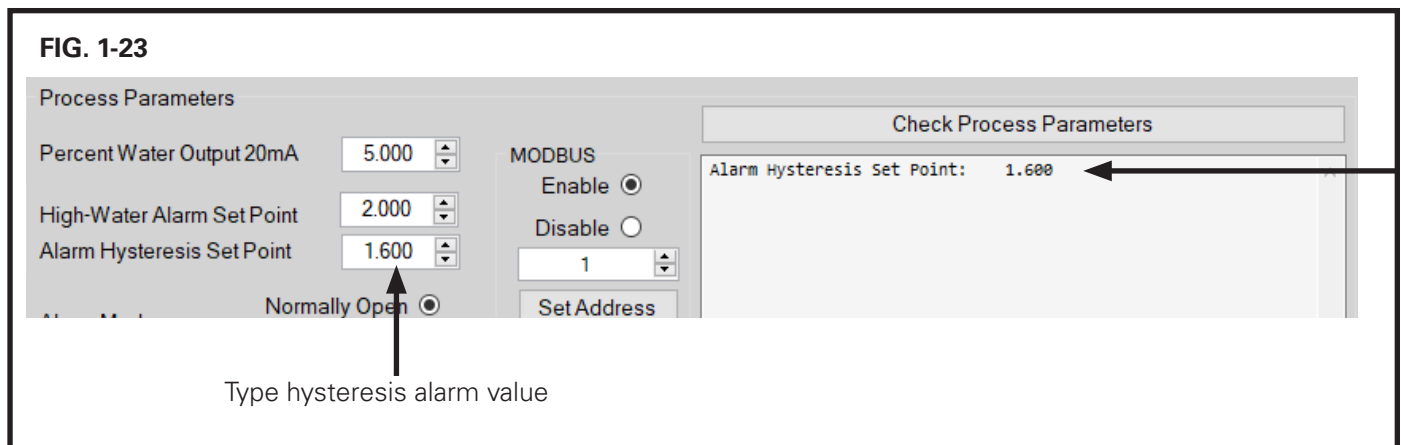 FIG. 1-23
Process Parameters
Percent Water Output 20mA 5.000
High-Water Alarm Set Point 2.000
Alarm Hysteresis Set Point 1.600
Normally Open
MODBUS
Enable
Disable
1
Set Address
Check Process Parameters
Alarm Hysteresis Set Point: 1.600
Type hysteresis alarm value